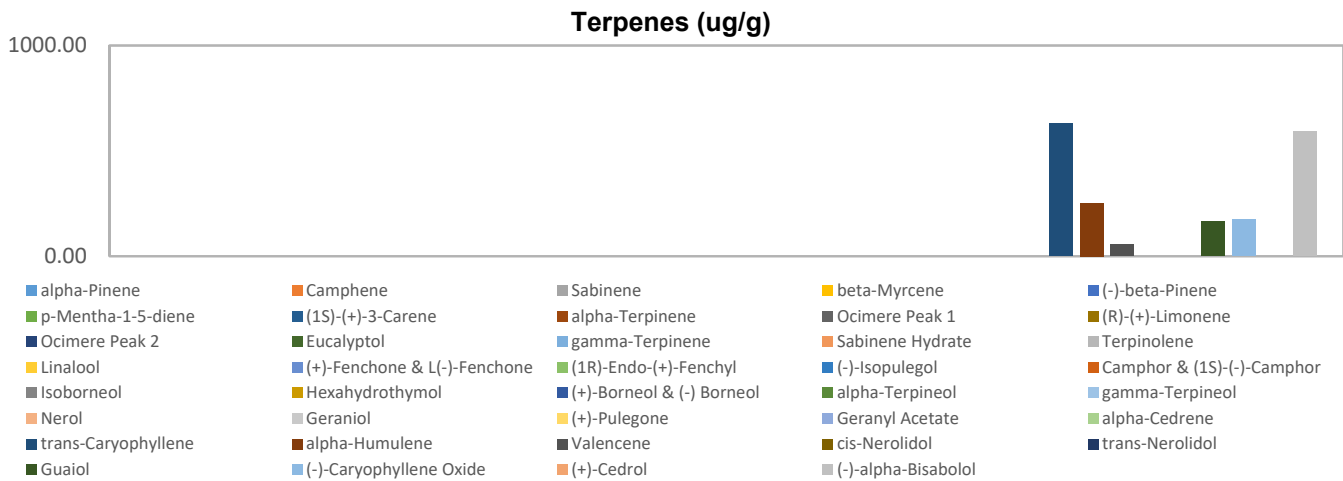 Terpenes (ug/g)
1000.00
0.00
alpha-Pinene Camphene Sabinene beta-Myrcene (-)-beta-Pinene
p-Mentha-1-5-diene (1S)-(+)-3-Carene alpha-Terpinene Ocimere Peak 1 (R)-(+)-Limonene
Ocimere Peak 2 Eucalyptol gamma-Terpinene Sabinene Hydrate Terpinolene
Linalool (+)-Fenchone & L(-)-Fenchone (1R)-Endo-(+)-Fenchyl (-)-Isopulegol Camphor & (1S)-(-)-Camphor
Isoborneol Hexahydrothymol (+)-Borneol & (-) Borneol alpha-Terpineol gamma-Terpineol
Nerol Geraniol (+)-Pulegone Geranyl Acetate alpha-Cedrene
trans-Caryophyllene alpha-Humulene Valencene cis-Nerolidol trans-Nerolidol
Guaiol (-)-Caryophyllene Oxide (+)-Cedrol (-)-alpha-Bisabolol